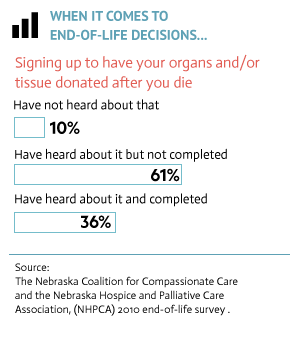 WHEN IT COMES TO
END-OF-LIFE DECISIONS...
Signing up to have your organs and/or
tissue donated after you die
Have not heard about that
10%
Have heard about it but not completed
61%
Have heard about it and completed
36%
Source:
The Nebraska Coalition for Compassionate Care
and the Nebraska Hospice and Palliative Care
Association, (NHPCA) 2010 end-of-life survey .